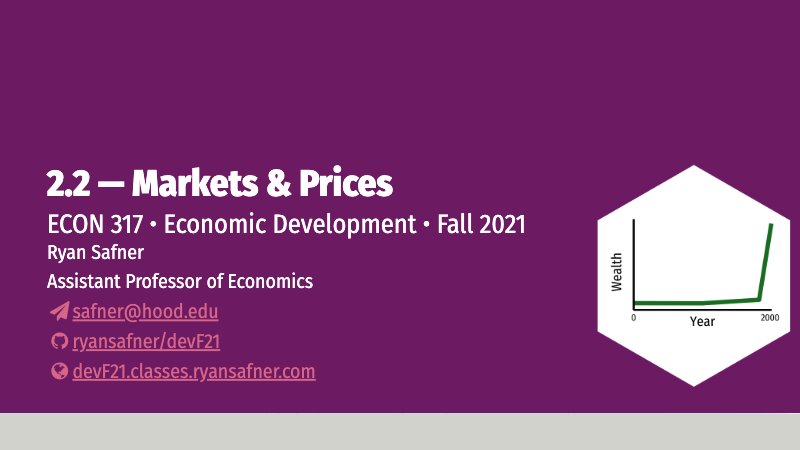 2.2 — Markets & Prices
ECON 317 • Economic Development • Fall 2021
Ryan Safner
Assistant Professor of Economics
safner@hood.edu
ryansafner/devF21
devF21.classes.ryansafner.com
Wealth
0 2000
Year